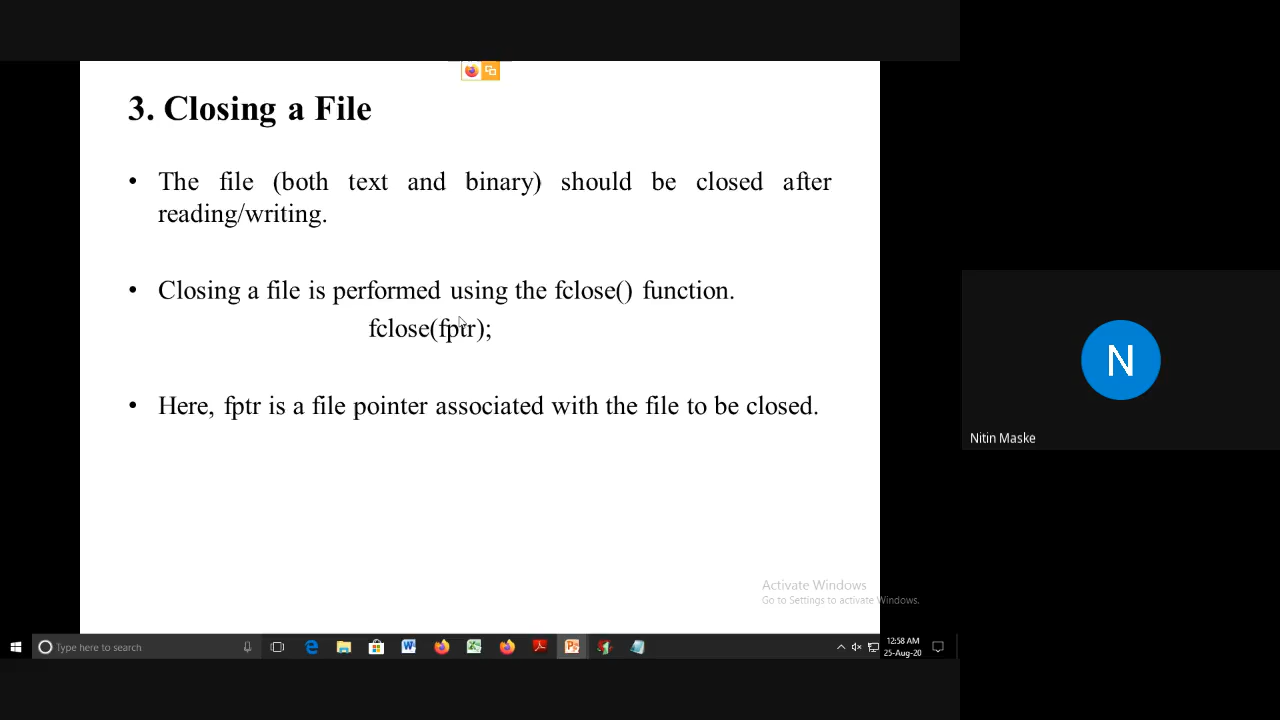 3. Closing a File
• The file (both text and binary) should be closed after
reading/writing.
• Closing a file is performed using the fclose() function.
fclose(fptr);
• Here, fptr is a file pointer associated with the file to be closed.
N
Nitin Maske
Activate Windows
Go to Settings to activate Windows.
Type here to search
12:58 AM
25-Aug-20